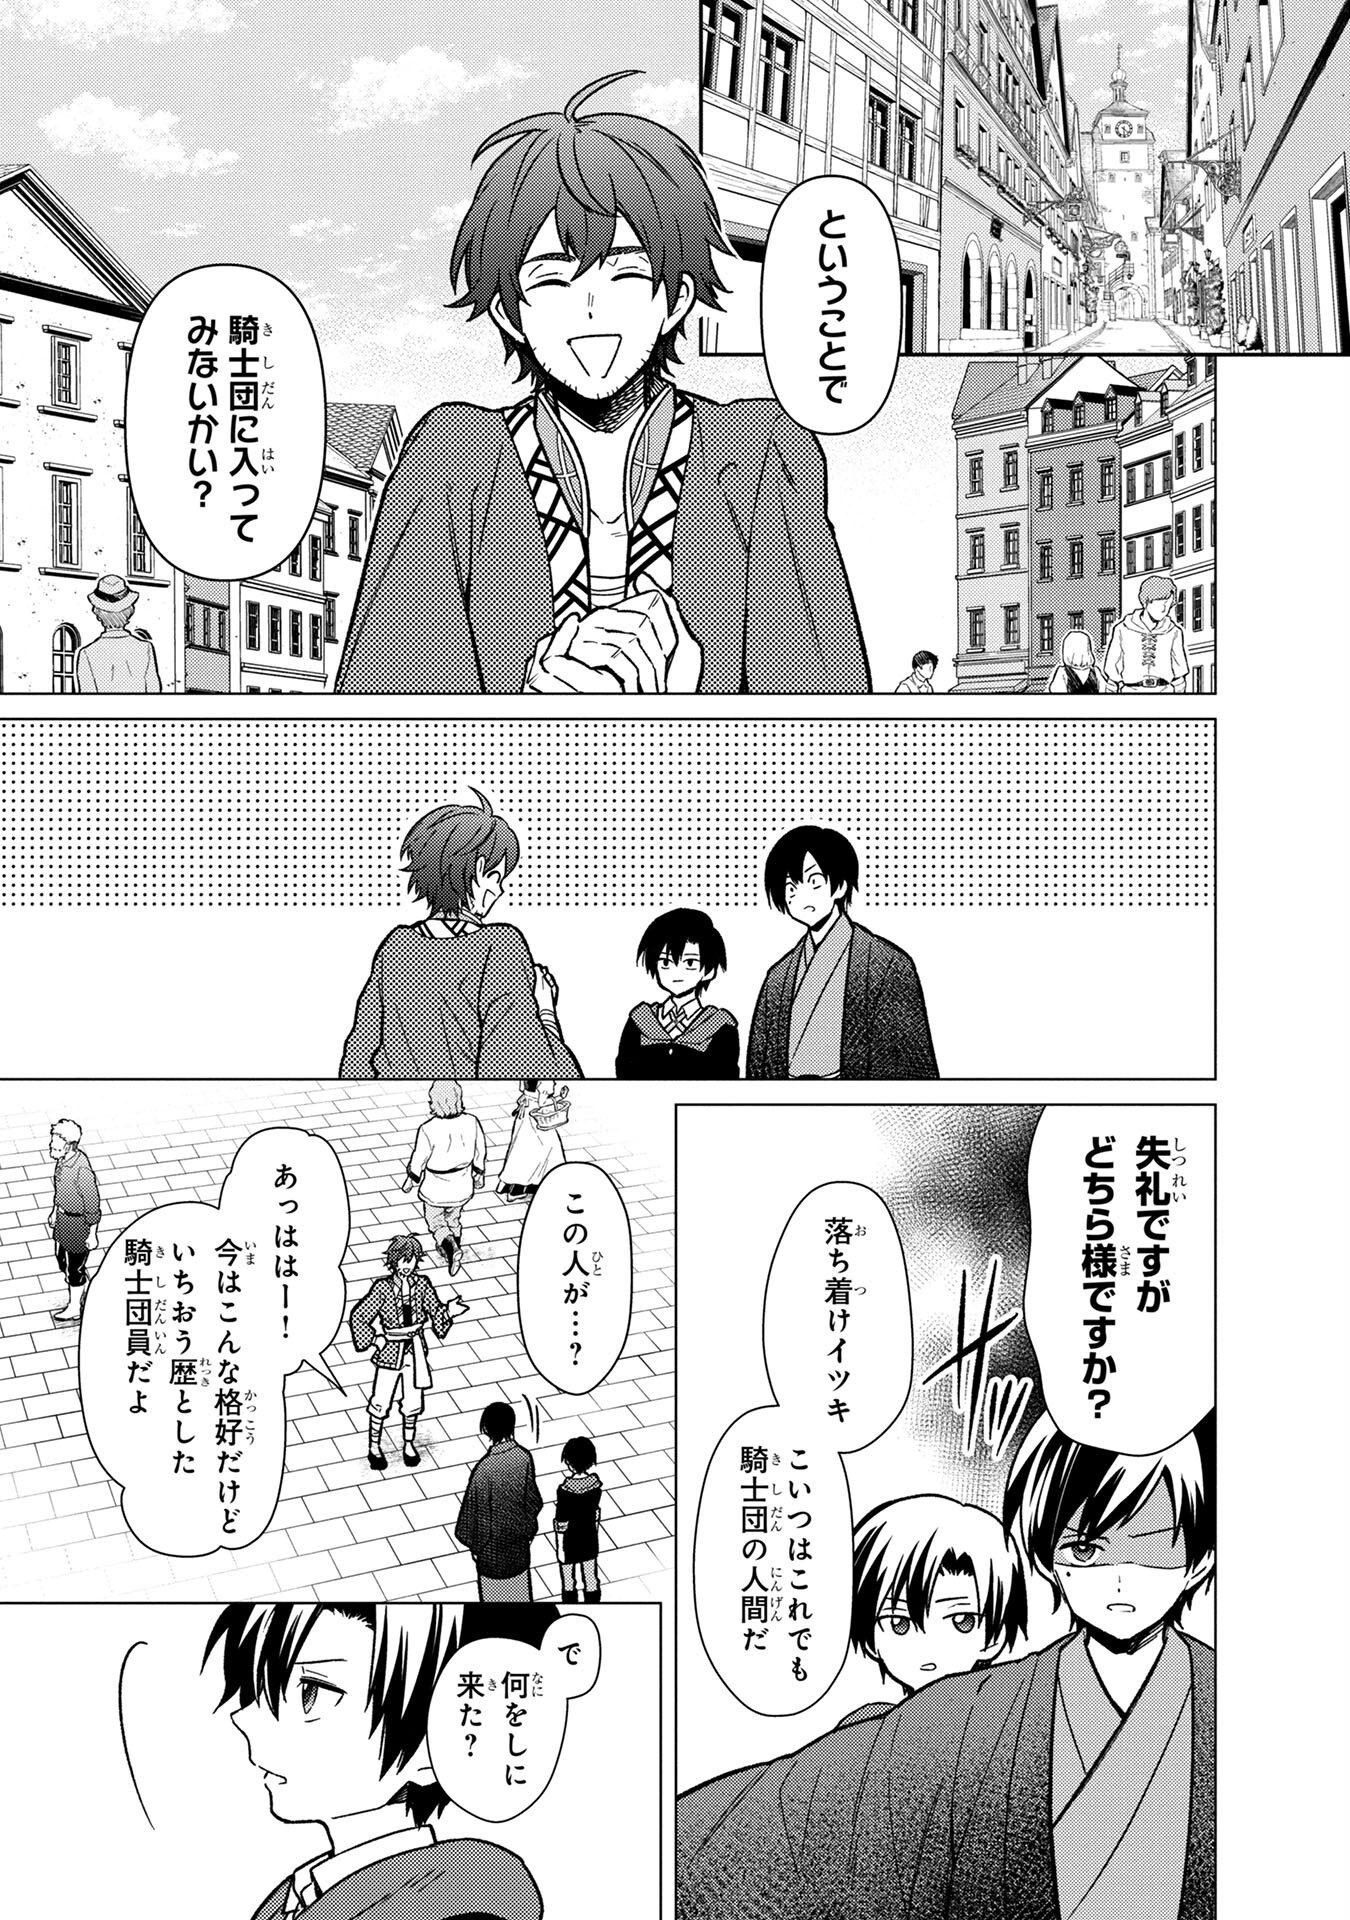 ということで
騎士団に入って
みないかい？
失礼ですが
どちら様ですか？
落ち着けイツキ
こいつはこれでも
騎士団の人間だ
この人が…？
あっはは—！
今はこんな格好だけど
いちおう歴とした
騎士団員だよ
で
何をしに
来た？